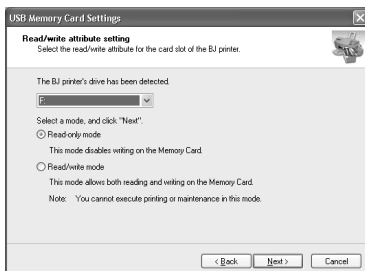 USB Memory Card Settings
Read/write attribute setting
Select the read/write attribute for the card slot of the BJ printer.
The BJ printer's drive has been detected.
F:
Select a mode, and click "Next".
Read-only mode
This mode disables writing on the Memory Card.
Read/write mode
This mode allows both reading and writing on the Memory Card.
Note: You cannot execute printing or maintenance in this mode.
< Back Next > Cancel